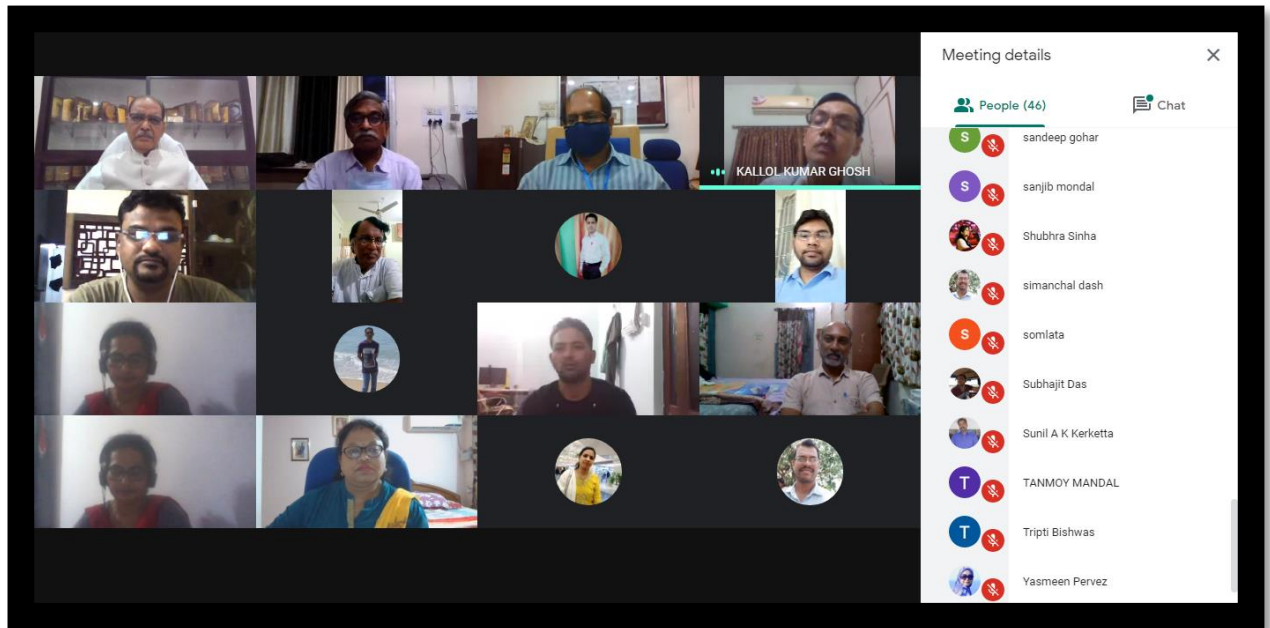 Meeting details
People (46)
Chat
KALLOL KUMAR GHOSH
S
sandeep gohar
S
sanjib mondal
Shubhra Sinha
simanchal dash
S
somlata
Subhajit Das
Sunil A K Kerketta
T
TANMOY MANDAL
T
Tripti Bishwas
Yasmeen Pervez